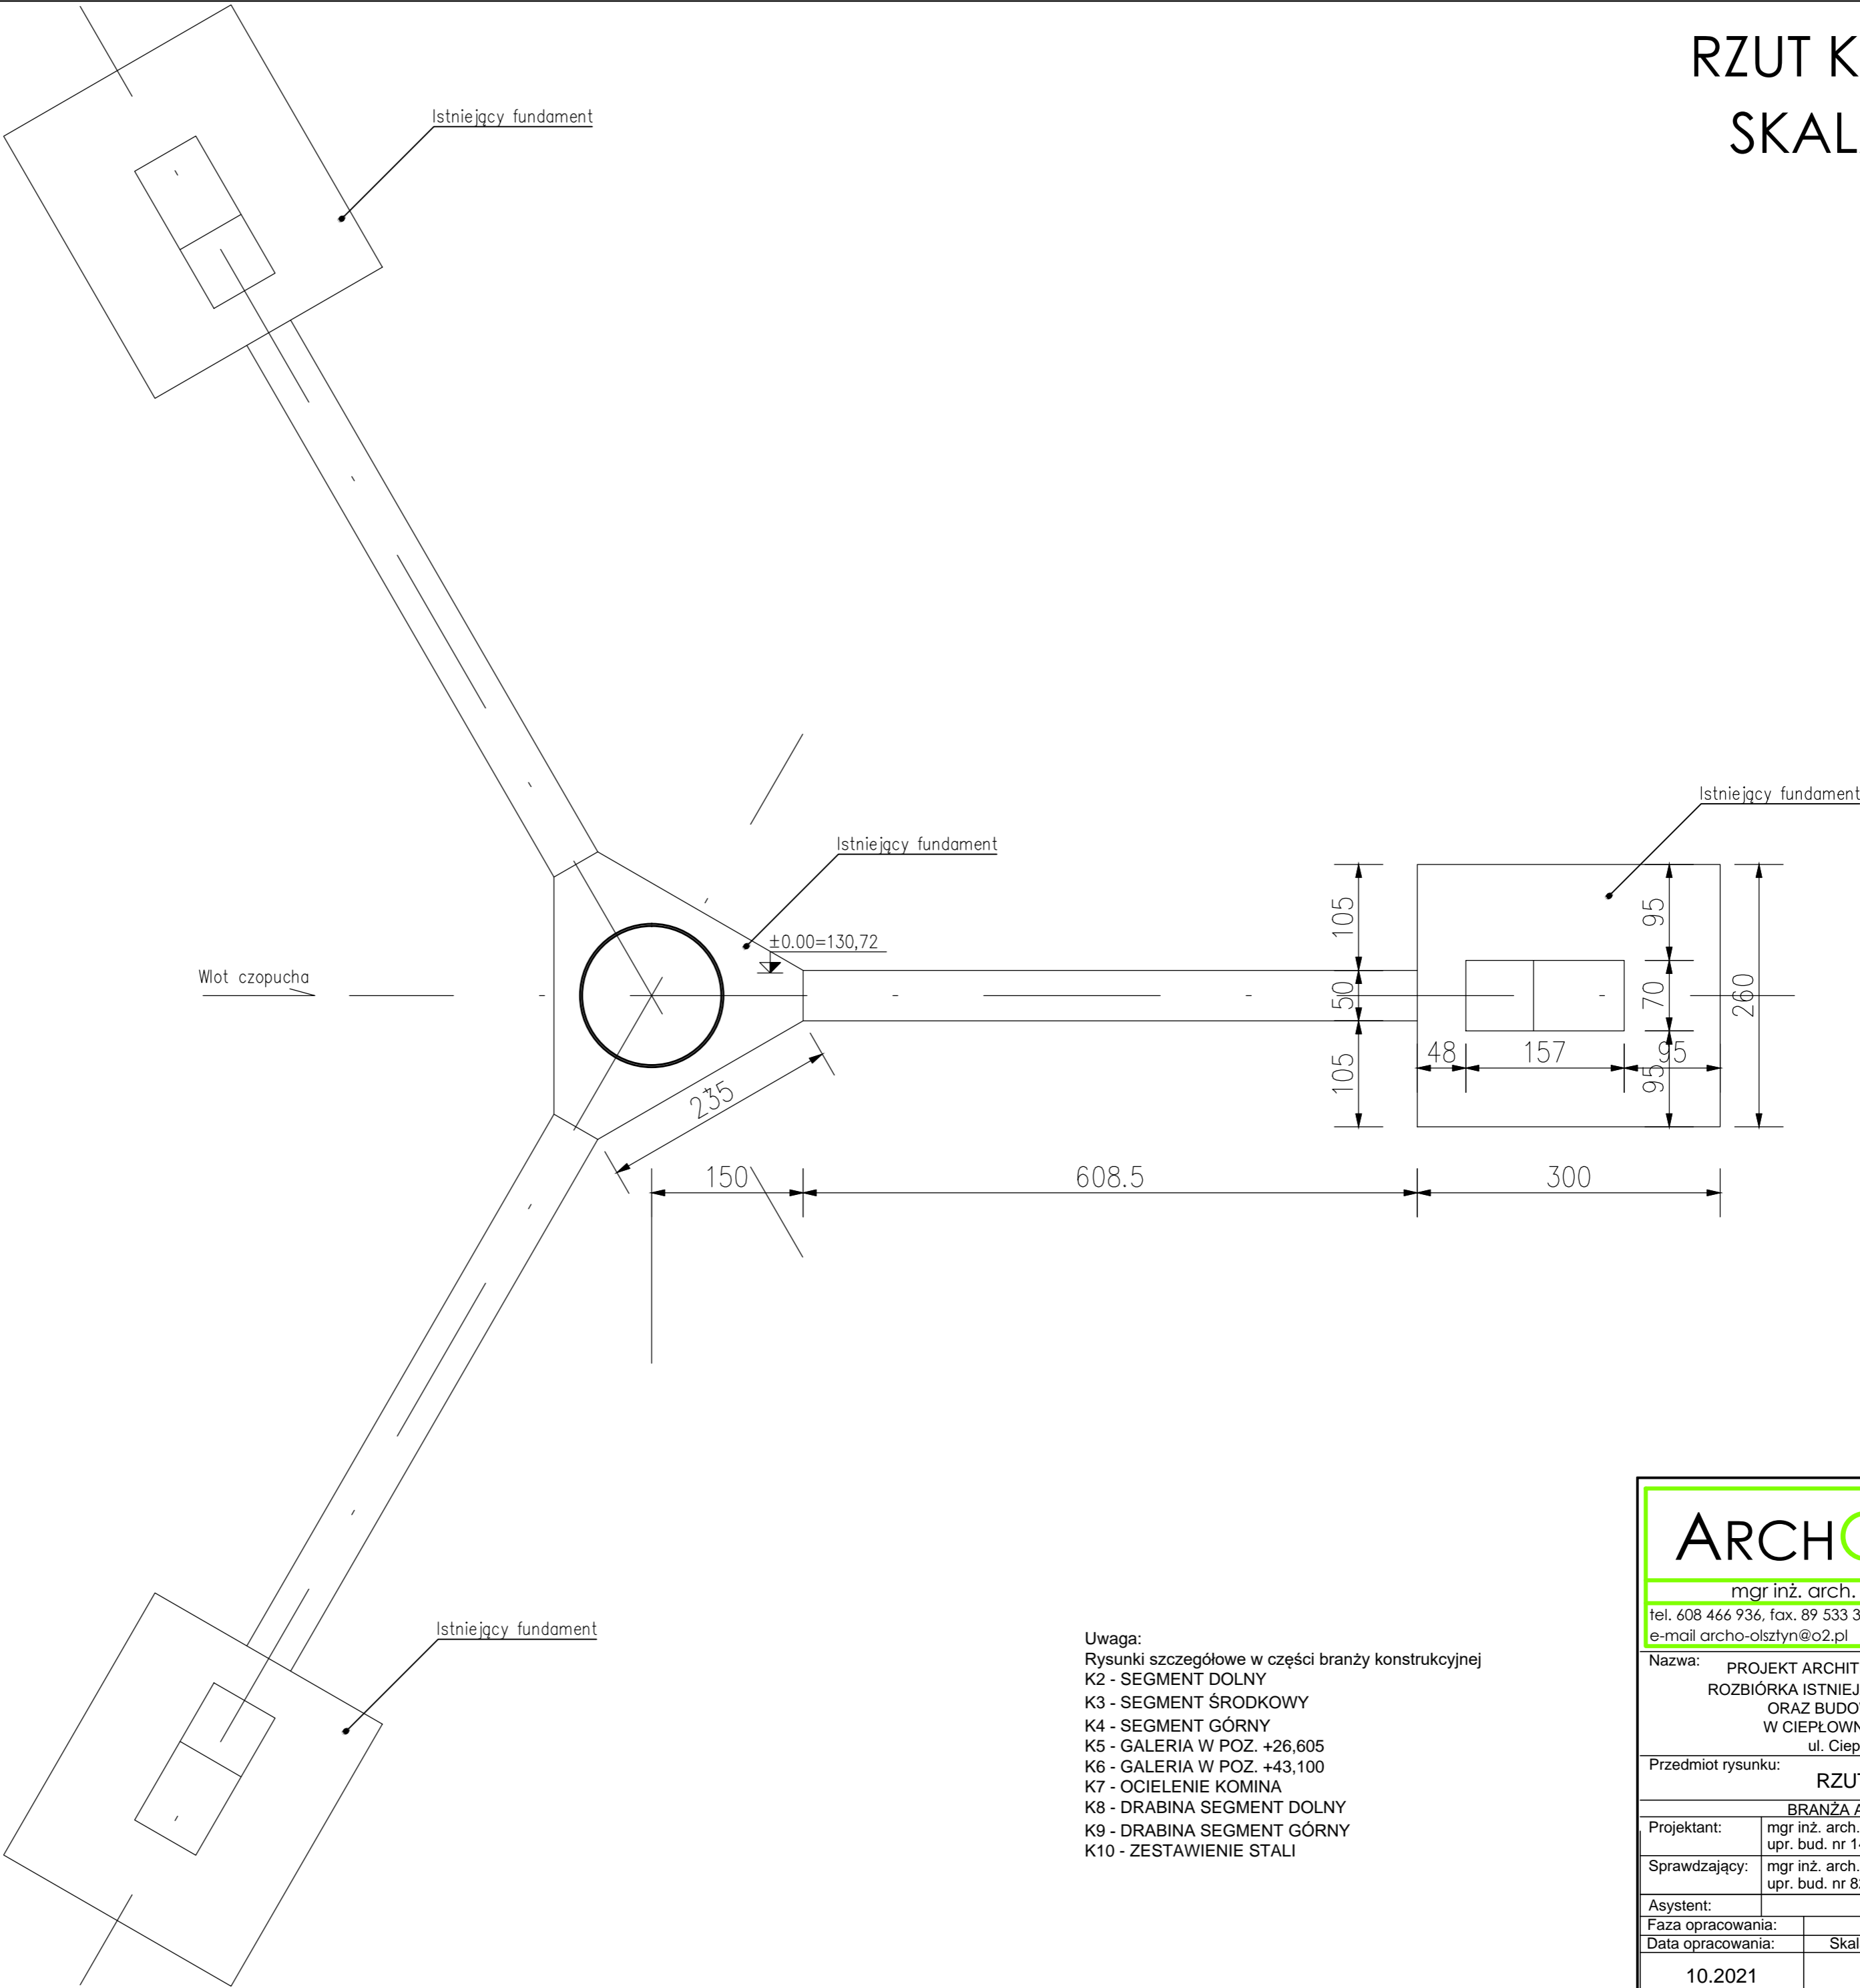 RZUT K
SKAL
Istniejący fundament
Istniejący fundament
Istniejący fundament
±0.00=130,72
Wlot czopucha
105
50
105
95
70
95
260
48
157
95
235
150
608.5
300
Istniejący fundament
Uwaga:
Rysunki szczegółowe w części branży konstrukcyjnej
K2 - SEGMENT DOLNY
K3 - SEGMENT ŚRODKOWY
K4 - SEGMENT GÓRNY
K5 - GALERIA W POZ. +26,605
K6 - GALERIA W POZ. +43,100
K7 - OCIELENIE KOMINA
K8 - DRABINA SEGMENT DOLNY
K9 - DRABINA SEGMENT GÓRNY
K10 - ZESTAWIENIE STALI
ARCH
mgr inż. arch.
tel. 608 466 936, fax. 89 533 3
e-mail archo-olsztyn@o2.pl
Nazwa:
PROJEKT ARCHIT
ROZBIÓRKA ISTNIEJ
ORAZ BUDO
W CIEPŁOWN
ul. Ciep
Przedmiot rysunku:
RZUT
BRANŻA A
Projektant:
mgr inż. arch.
upr. bud. nr 1
Sprawdzający:
mgr inż. arch.
upr. bud. nr 8
Asystent:
Faza opracowania:
Data opracowania:
Skal
10.2021